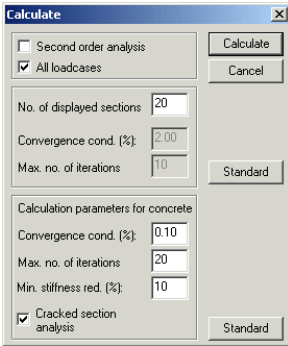 Calculate
Second order analysis
Calculate
All loadcases
Cancel
No. of displayed sections 20
Convergence cond. (%): 2.00
Max. no. of iterations 10
Standard
Calculation parameters for concrete
Convergence cond. (%): 0.10
Max. no. of iterations 20
Min. stiffness red. (%): 10
Cracked section
analysis
Standard